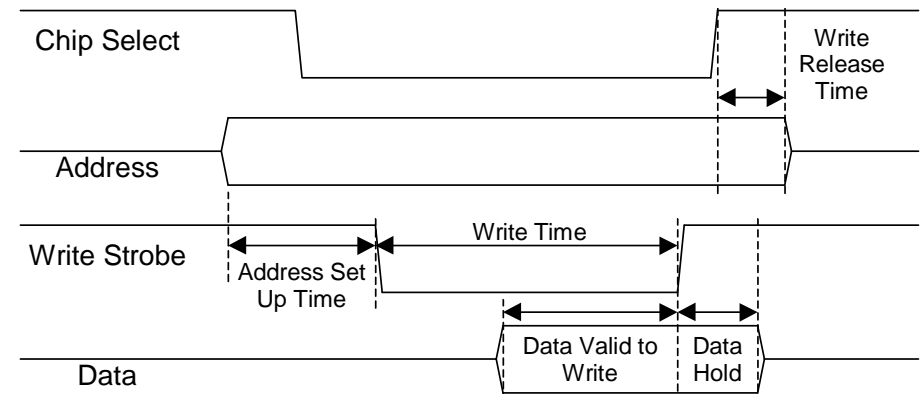 Chip Select
Write
Release
Time
Address
Write Strobe
Write Time
Address Set
Up Time
Data Valid to
Write
Data
Hold
Data